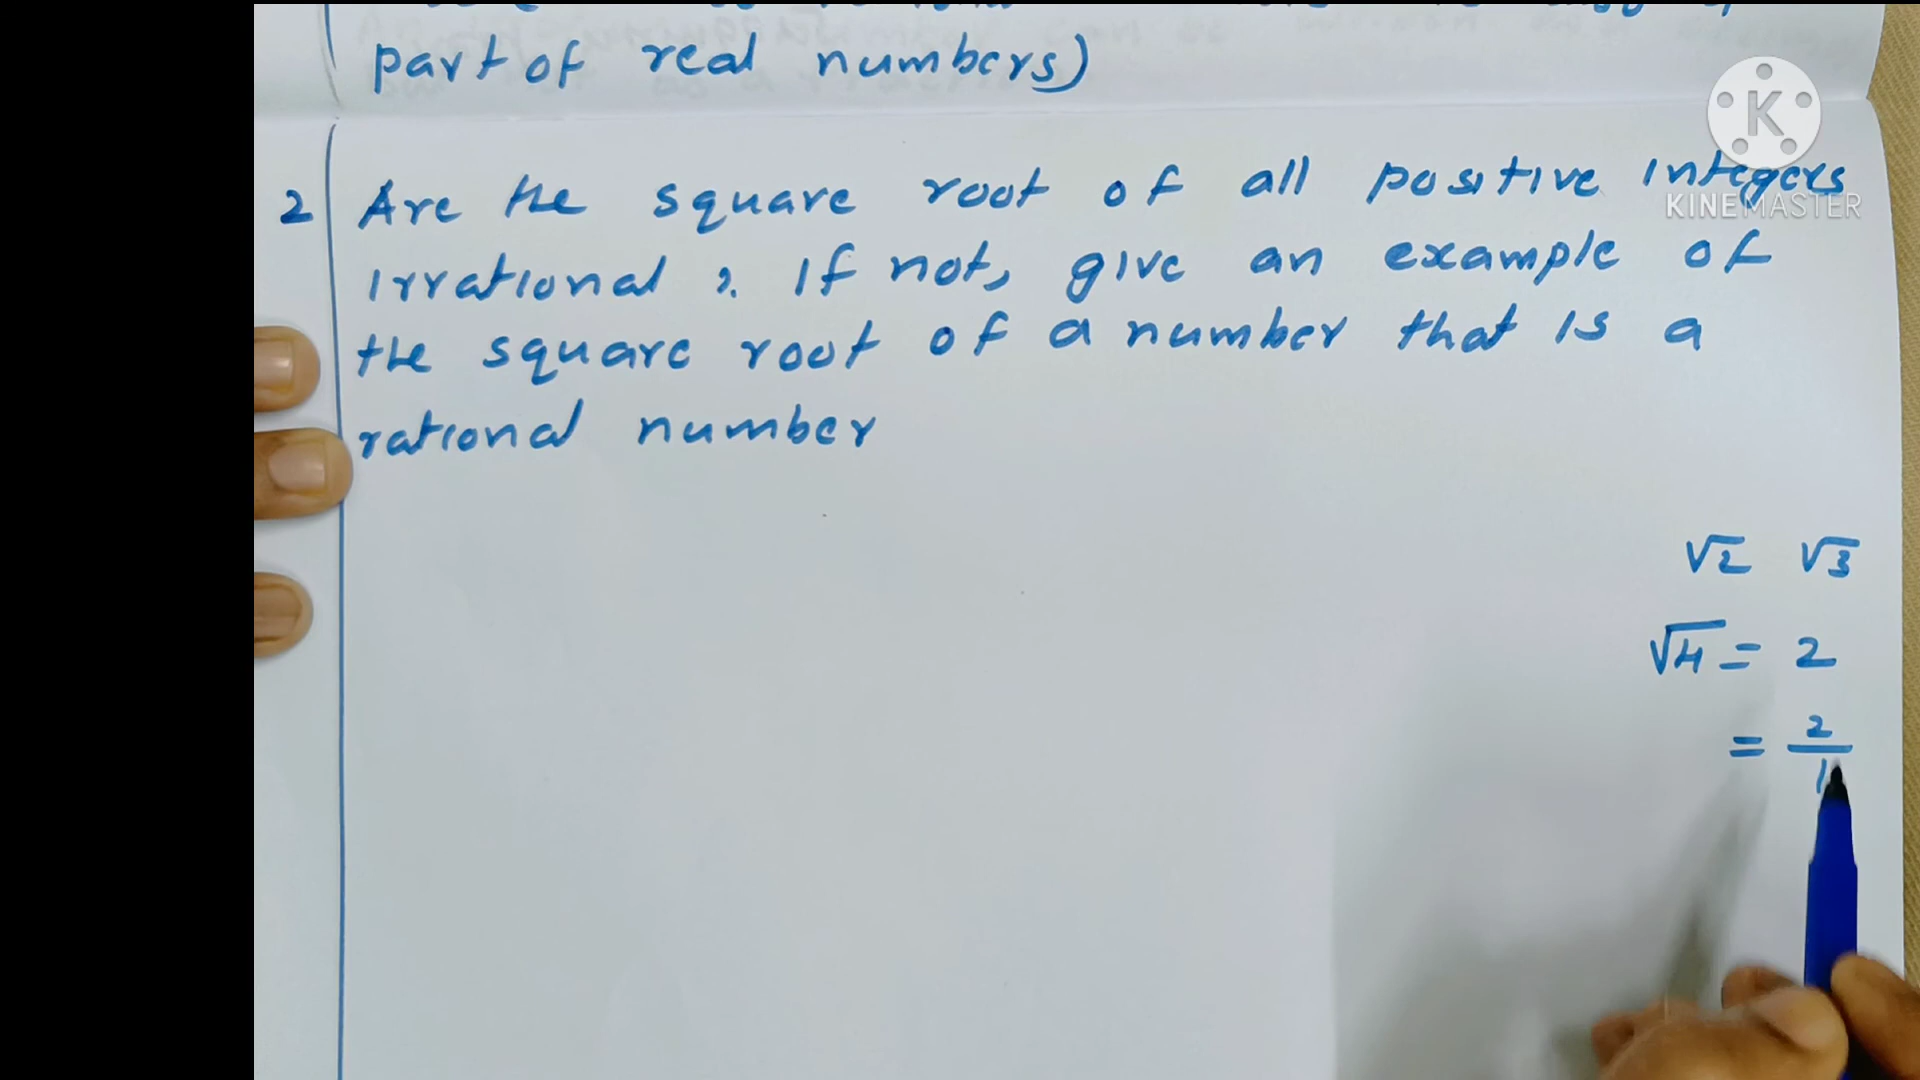 part of real numbers)
K
KINEMASTER
2 Are the square root of all positive integers
irrational ? If not, give an example of
the square root of a number that is a
rational number
√2 √3
√4 = 2
= 2/1